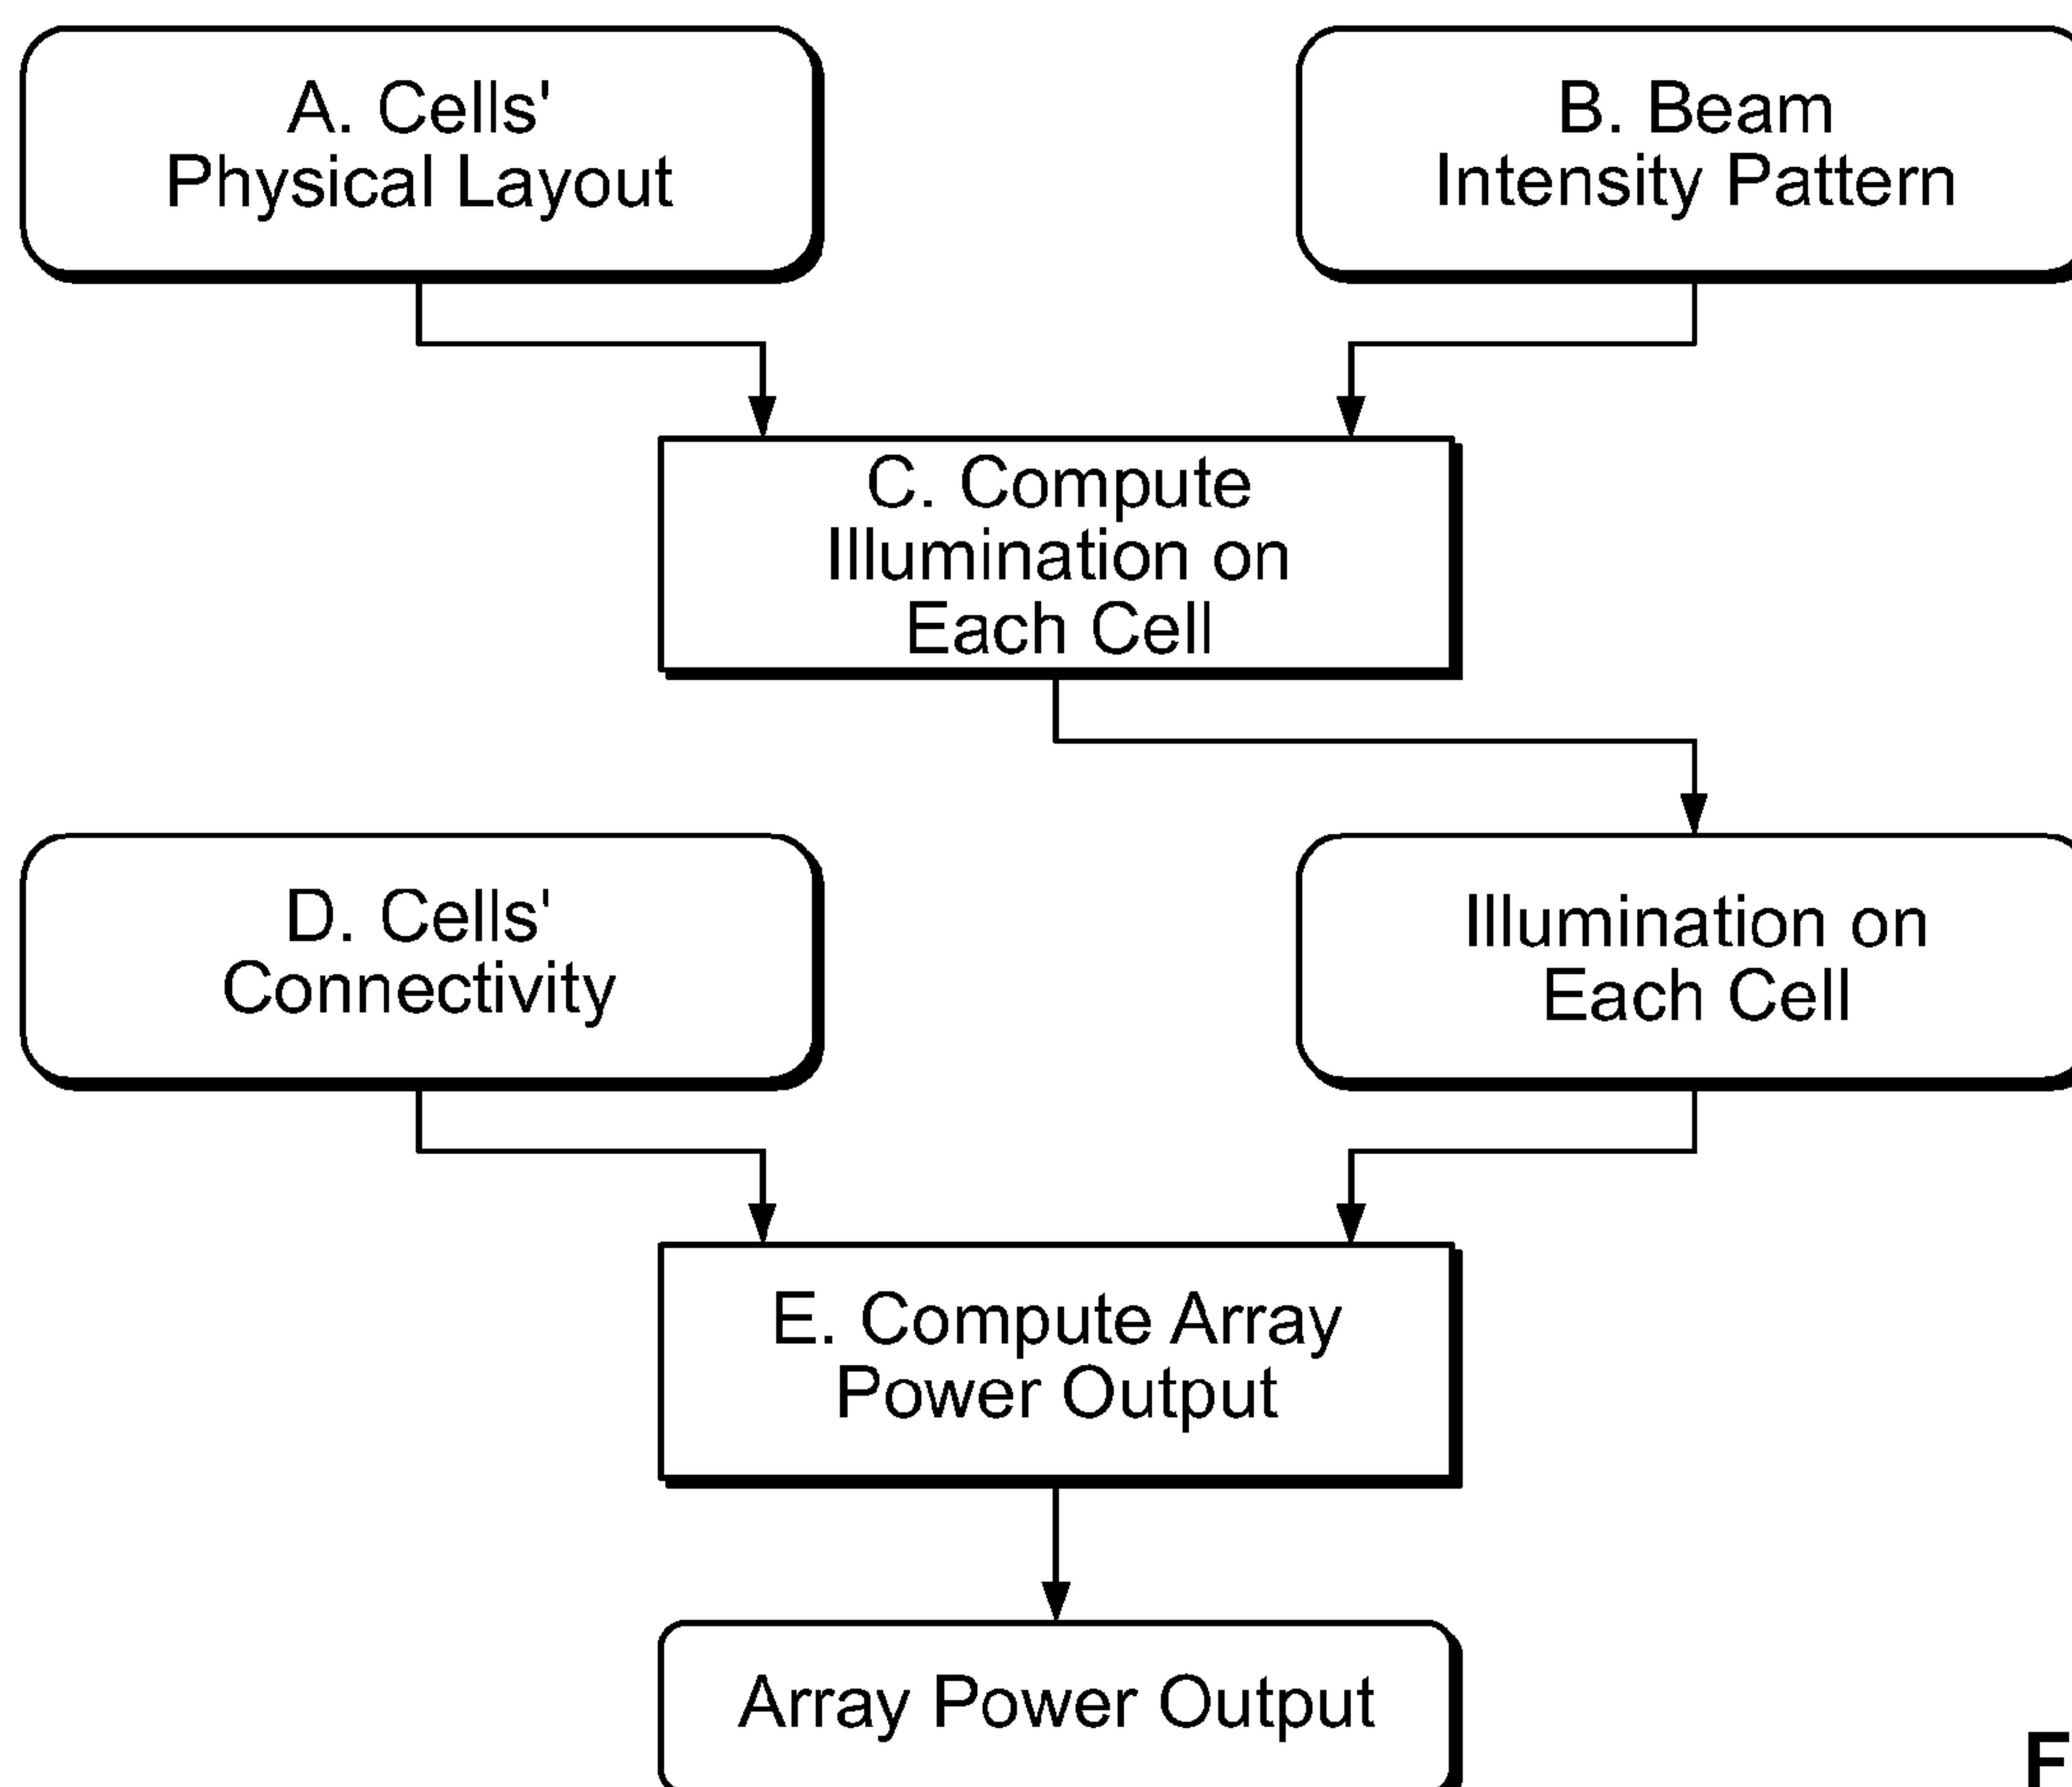 A. Cells'
Physical Layout
B. Beam
Intensity Pattern
C. Compute
Illumination on
Each Cell
D. Cells'
Connectivity
Illumination on
Each Cell
E. Compute Array
Power Output
Array Power Output